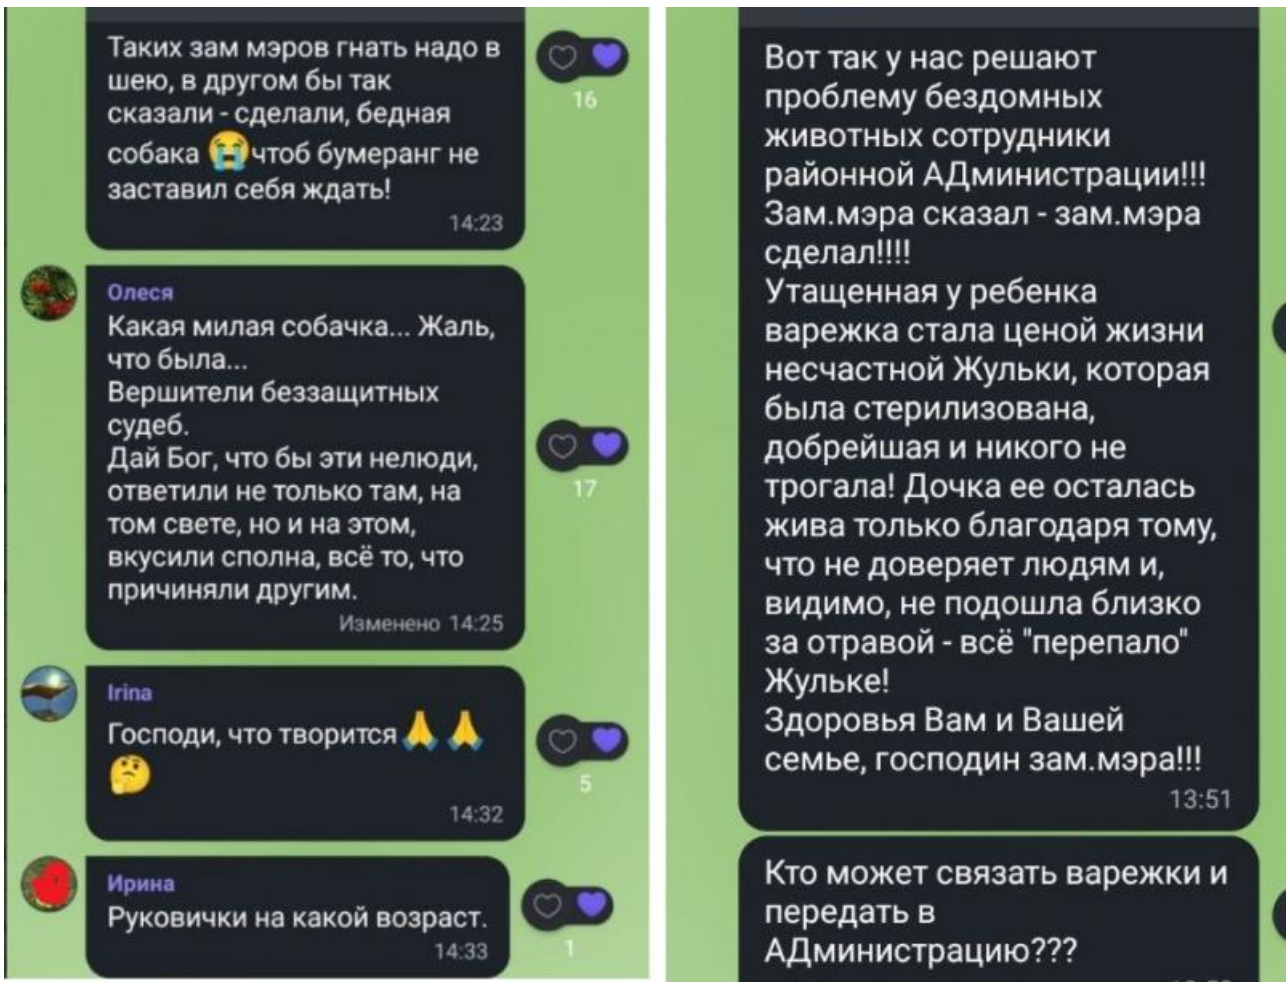 Таких зам мэров гнать надо в
шею, в другом бы так
сказали - сделали, бедная
собака 😭чтоб бумеранг не
заставил себя ждать!
14:23
16
Олеся
Какая милая собачка... Жаль,
что была...
Вершители беззащитных
судеб.
Дай Бог, что бы эти нелюди,
ответили не только там, на
том свете, но и на этом,
вкусили сполна, всё то, что
причиняли другим.
Изменено 14:25
17
Irina
Господи, что творится🙏🙏
🤔
14:32
5
Ирина
Руковички на какой возраст.
14:33
1
Вот так у нас решают
проблему бездомных
животных сотрудники
районной АДминистрации!!!
Зам.мэра сказал - зам.мэра
сделал!!!!
Утащенная у ребенка
варежка стала ценой жизни
несчастной Жульки, которая
была стерилизована,
добрейшая и никого не
трогала! Дочка ее осталась
жива только благодаря тому,
что не доверяет людям и,
видимо, не подошла близко
за отравой - всё "перепало"
Жульке!
Здоровья Вам и Вашей
семье, господин зам.мэра!!!
13:51
Кто может связать варежки и
передать в
АДминистрацию???